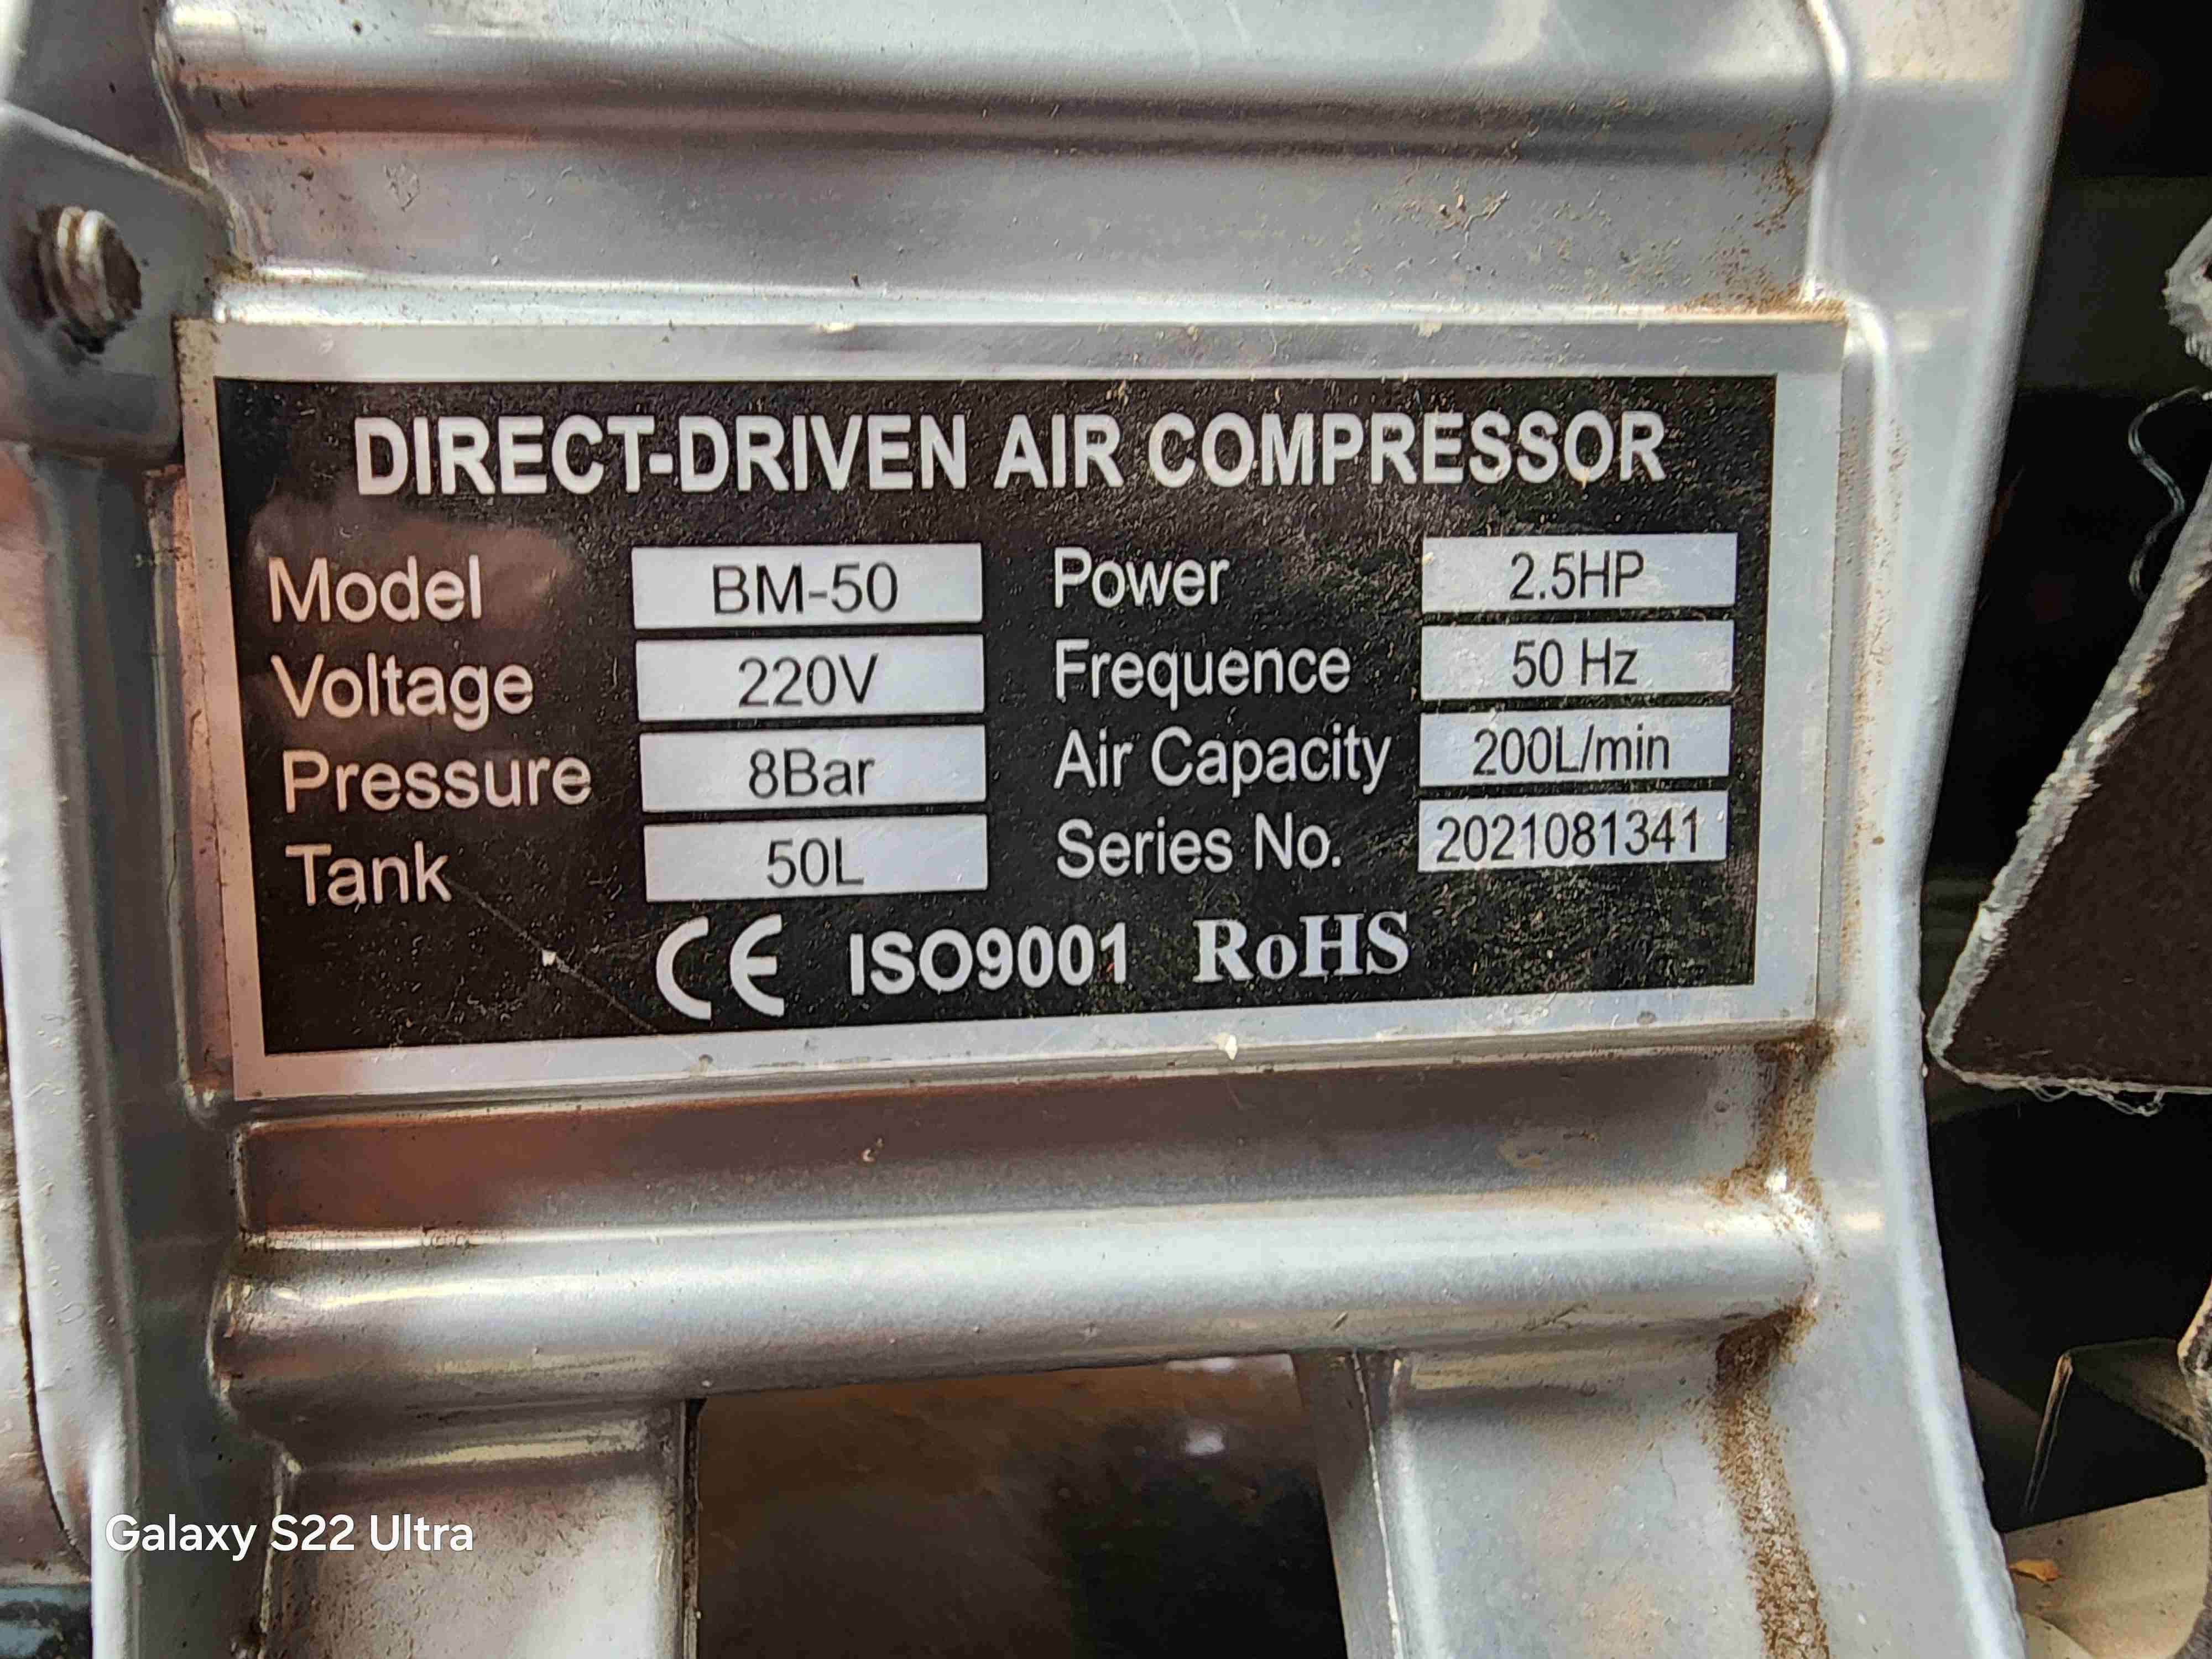 DIRECT-DRIVEN AIR COMPRESSOR
Model BM-50 Power 2.5HP
Voltage 220V Frequence 50 Hz
Pressure 8Bar Air Capacity 200L/min
Tank 50L Series No. 2021081341
CE ISO9001 RoHS
Galaxy S22 Ultra